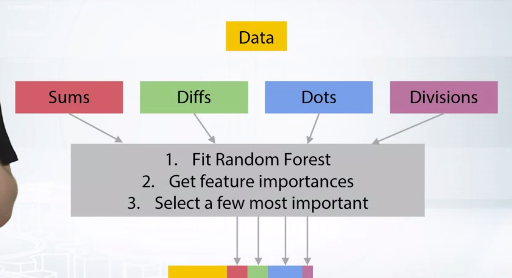 Data
Sums
Diffs
Dots
Divisions
1. Fit Random Forest
2. Get feature importances
3. Select a few most important